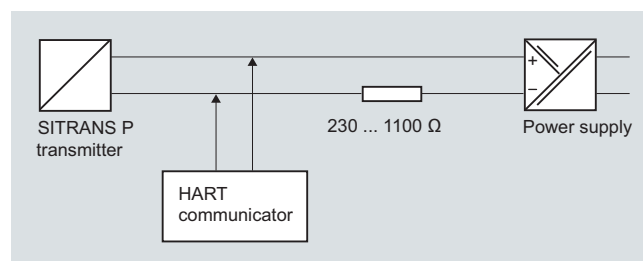 +
−
SITRANS P
transmitter
230 ... 1100 Ω
Power supply
HART
communicator